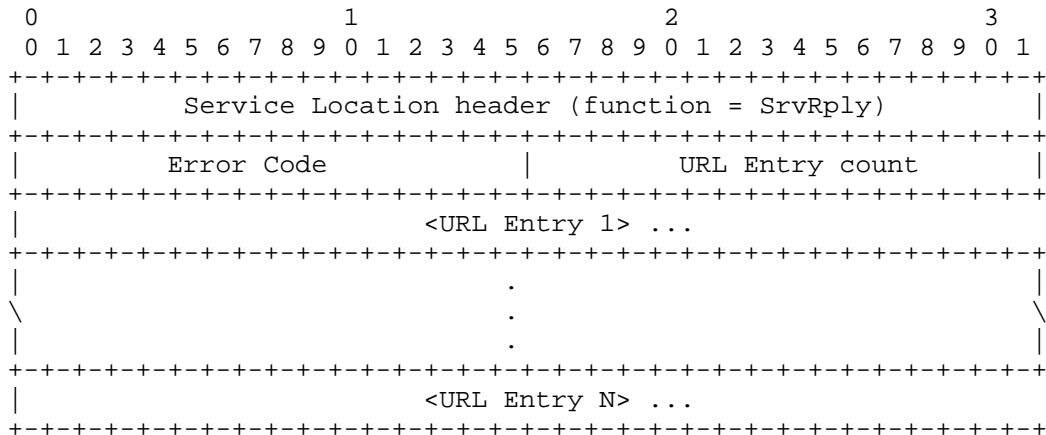 0                   1                   2                   3
 0 1 2 3 4 5 6 7 8 9 0 1 2 3 4 5 6 7 8 9 0 1 2 3 4 5 6 7 8 9 0 1
+-+-+-+-+-+-+-+-+-+-+-+-+-+-+-+-+-+-+-+-+-+-+-+-+-+-+-+-+-+-+-+-+
|          Service Location header (function = SrvRply)         |
+-+-+-+-+-+-+-+-+-+-+-+-+-+-+-+-+-+-+-+-+-+-+-+-+-+-+-+-+-+-+-+-+
|         Error Code            |         URL Entry count       |
+-+-+-+-+-+-+-+-+-+-+-+-+-+-+-+-+-+-+-+-+-+-+-+-+-+-+-+-+-+-+-+-+
|                         <URL Entry 1> ...
+-+-+-+-+-+-+-+-+-+-+-+-+-+-+-+-+-+-+-+-+-+-+-+-+-+-+-+-+-+-+-+-+
|                              .                                |
\                              .                                \
|                              .                                |
+-+-+-+-+-+-+-+-+-+-+-+-+-+-+-+-+-+-+-+-+-+-+-+-+-+-+-+-+-+-+-+-+
|                         <URL Entry N> ...
+-+-+-+-+-+-+-+-+-+-+-+-+-+-+-+-+-+-+-+-+-+-+-+-+-+-+-+-+-+-+-+-+